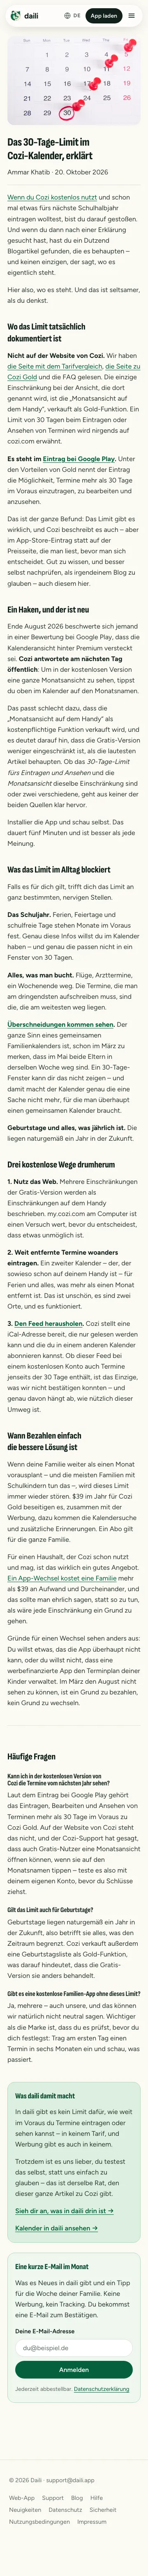 daili
DE
App laden
Sun Mon Tue Wed Thu Fri Sat
1 2 3 4
7 8 9 10 11 12
14 15 16 17 18 19
21 22 23 24 25 26
28 29 30
Das 30-Tage-Limit im
Cozi-Kalender, erklärt
Ammar Khatib · 20. Oktober 2026
Wenn du Cozi kostenlos nutzt und schon
mal etwas für nächste Schulhalbjahr
eintragen wolltest, bist du darauf gestoßen.
Und wenn du dann nach einer Erklärung
gesucht hast, hast du ein Dutzend
Blogartikel gefunden, die es behaupten –
und keinen einzigen, der sagt, wo es
eigentlich steht.
Hier also, wo es steht. Und das ist seltsamer,
als du denkst.
Wo das Limit tatsächlich
dokumentiert ist
Nicht auf der Website von Cozi. Wir haben
die Seite mit dem Tarifvergleich, die Seite zu
Cozi Gold und die FAQ gelesen. Die einzige
Einschränkung bei der Ansicht, die dort
genannt wird, ist die „Monatsansicht auf
dem Handy“, verkauft als Gold-Funktion. Ein
Limit von 30 Tagen beim Eintragen oder
Ansehen von Terminen wird nirgends auf
cozi.com erwähnt.
Es steht im Eintrag bei Google Play. Unter
den Vorteilen von Gold nennt der Eintrag
die Möglichkeit, Termine mehr als 30 Tage
im Voraus einzutragen, zu bearbeiten und
anzusehen.
Das ist der ganze Befund: Das Limit gibt es
wirklich, und Cozi beschreibt es auch – aber
im App-Store-Eintrag statt auf der
Preisseite, die man liest, bevor man sich
entscheidet. Gut zu wissen, und besser
selbst nachprüfen, als irgendeinem Blog zu
glauben – auch diesem hier.
Ein Haken, und der ist neu
Ende August 2026 beschwerte sich jemand
in einer Bewertung bei Google Play, dass die
Kalenderansicht hinter Premium versteckt
sei. Cozi antwortete am nächsten Tag
öffentlich: Um in der kostenlosen Version
die ganze Monatsansicht zu sehen, müsse
man auf das Monatsansehen tippen, dann
öffne sich der Kalender auf dem Monatsnamen.
Das passt schlecht dazu, dass die
„Monatsansicht auf dem Handy“ als
kostenpflichtige Funktion verkauft wird, und
es deutet darauf hin, dass die Gratis-Version
weniger eingeschränkt ist, als die lautesten
Artikel behaupten. Ob das 30-Tage-Limit
fürs Eintragen und Ansehen und die
Monatsansicht dieselbe Einschränkung sind
oder zwei verschiedene, geht aus keiner der
beiden Quellen klar hervor.
Installier die App und schau selbst. Das
dauert fünf Minuten und ist besser als jede
Meinung.
Was das Limit im Alltag blockiert
Falls es für dich gilt, trifft dich das Limit an
ganz bestimmten, nervigen Stellen.
Das Schuljahr. Ferien, Feiertage und
schulfreie Tage stehen Monate im Voraus
fest. Genau diese Infos willst du im Kalender
haben – und genau die passen nicht in ein
Fenster von 30 Tagen.
Alles, was man bucht. Flüge, Arzttermine,
ein Wochenende weg. Die Termine, die man
am dringendsten aufschreiben muss, liegen
oft am weitesten weg.
Überschneidungen kommen sehen. Der
ganze Sinn eines gemeinsamen
Familienkalenders ist, schon im März zu
merken, dass im Mai beide Eltern in
derselben Woche weg sind. Ein 30-Tage-
Fenster kann dir das nicht zeigen – und
damit macht der Kalender genau die eine
Sache nicht mehr, für die man überhaupt
einen gemeinsamen Kalender braucht.
Geburtstage und alles, was jährlich ist. Die
liegen naturgemäß ein Jahr in der Zukunft.
Drei kostenlose Wege drumherum
1. Nutz das Web. Mehrere Einschränkungen
der Gratis-Version werden als
Einschränkungen auf dem Handy
beschrieben. my.cozi.com am Computer ist
einen Versuch wert, bevor du entscheidest,
dass etwas unmöglich ist.
2. Weit entfernte Termine woanders
eintragen. Ein zweiter Kalender – der, den
sowieso schon auf deinem Handy ist – für
Ferien und alles, was mehr als einen Monat
entfernt ist. Das ist unschön, es sind zwei
Orte, und es funktioniert.
3. Den Feed herausholen. Cozi stellt eine
iCal-Adresse bereit, die nur gelesen werden
kann und die du in einem anderen Kalender
abonnieren kannst. Ob dieser Feed bei
einem kostenlosen Konto auch Termine
jenseits der 30 Tage enthält, ist das Einzige,
was wir nicht bestätigen konnten – und
genau davon hängt ab, wie nützlich dieser
Umweg ist.
Wann Bezahlen einfach
die bessere Lösung ist
Wenn deine Familie weiter als einen Monat
vorausplant – und die meisten Familien mit
Schulkindern tun das –, wird dieses Limit
immer wieder stören. $39 im Jahr für Cozi
Gold beseitigen es, zusammen mit der
Werbung, und dazu kommen die Kalendersuche
und zusätzliche Erinnerungen. Ein Abo gilt
für die ganze Familie.
Für einen Haushalt, der Cozi schon nutzt
und mag, ist das wirklich ein gutes Angebot.
Ein App-Wechsel kostet eine Familie mehr
als $39 an Nerven, und jeder, der dir etwas
anderes verkauft, sollte man ehrlich sagen, statt so zu tun,
als wäre jede Einschränkung ein Grund zu
gehen.
Gründe für einen Wechsel sehen anders aus:
Du willst etwas, das die App nicht überhaupt nicht
kann, oder du willst nicht, dass eine
werbefinanzierte App den Terminplan deiner
Kinder verwaltet. Im März den August nicht
sehen zu können, ist ein Grund zu bezahlen,
kein Grund zu wechseln.
Häufige Fragen
Kann ich in der kostenlosen Version von
Cozi die Termine vom nächsten Jahr sehen?
Laut dem Eintrag bei Google Play gehört
das Eintragen, Bearbeiten und Ansehen von
Terminen mehr als 30 Tage im Voraus zu
Cozi Gold. Auf der Website von Cozi steht
das nicht, und der Cozi-Support hat gesagt,
dass auch Gratis-Nutzer eine Monatsansicht
öffnen können, wenn sie auf den
Monatsnamen tippen – teste es also mit
deinem eigenen Konto, bevor du Schlüsse
ziehst.
Gilt das Limit auch für Geburtstage?
Geburtstage liegen naturgemäß ein Jahr in
der Zukunft, also betrifft sie alles, was den
Zeitraum begrenzt. Cozi verkauft außerdem
eine Geburtstagsliste als Gold-Funktion,
was darauf hindeutet, dass die Gratis-
Version sie anders behandelt.
Gibt es eine kostenlose Familien-App ohne dieses Limit?
Ja, mehrere – auch unsere, und das können
wir natürlich nicht neutral sagen. Wichtiger
als die Marke ist, dass du es prüfst, bevor du
dich festlegst: Trag am ersten Tag einen
Termin in sechs Monaten ein und schau, was
passiert.
Was daili damit macht
In daili gibt es kein Limit dafür, wie weit
im Voraus du Termine eintragen oder
sehen kannst – in keinem Tarif, und
Werbung gibt es auch in keinem.
Trotzdem ist es uns lieber, du testest
das selbst, statt uns einfach zu
glauben – das ist derselbe Rat, den
dieser ganze Artikel zu Cozi gibt.
Sieh dir an, was in daili drin ist →
Kalender in daili ansehen →
Eine kurze E-Mail im Monat
Was es Neues in daili gibt und ein Tipp
für die Woche deiner Familie. Keine
Werbung, kein Tracking. Du bekommst
eine E-Mail zum Bestätigen.
Deine E-Mail-Adresse
du@beispiel.de
Anmelden
Jederzeit abbestellbar. Datenschutzerklärung
© 2026 Daili · support@daili.app
Web-App Support Blog Hilfe
Neuigkeiten Datenschutz Sicherheit
Nutzungsbedingungen Impressum